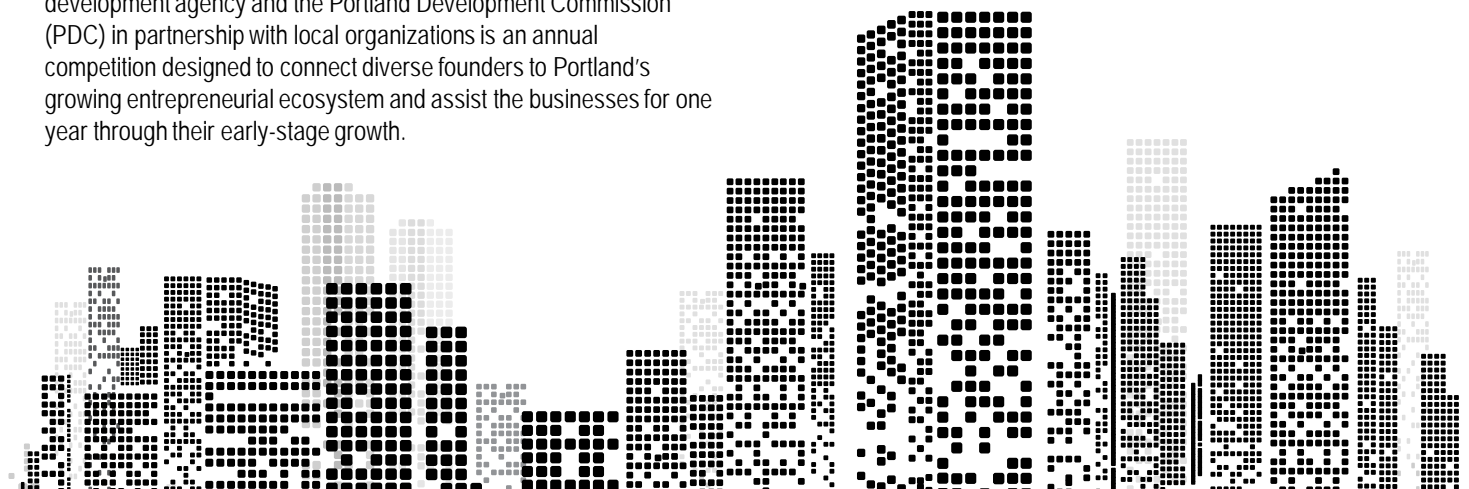 development agency and the Portland Development Commission
(PDC) in partnership with local organizations is an annual
competition designed to connect diverse founders to Portland’s
growing entrepreneurial ecosystem and assist the businesses for one
year through their early-stage growth.